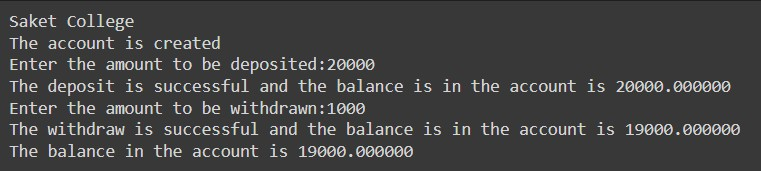 Saket College
The account is created
Enter the amount to be deposited:20000
The deposit is successful and the balance is in the account is 20000.000000
Enter the amount to be withdrawn:1000
The withdraw is successful and the balance is in the account is 19000.000000
The balance in the account is 19000.000000